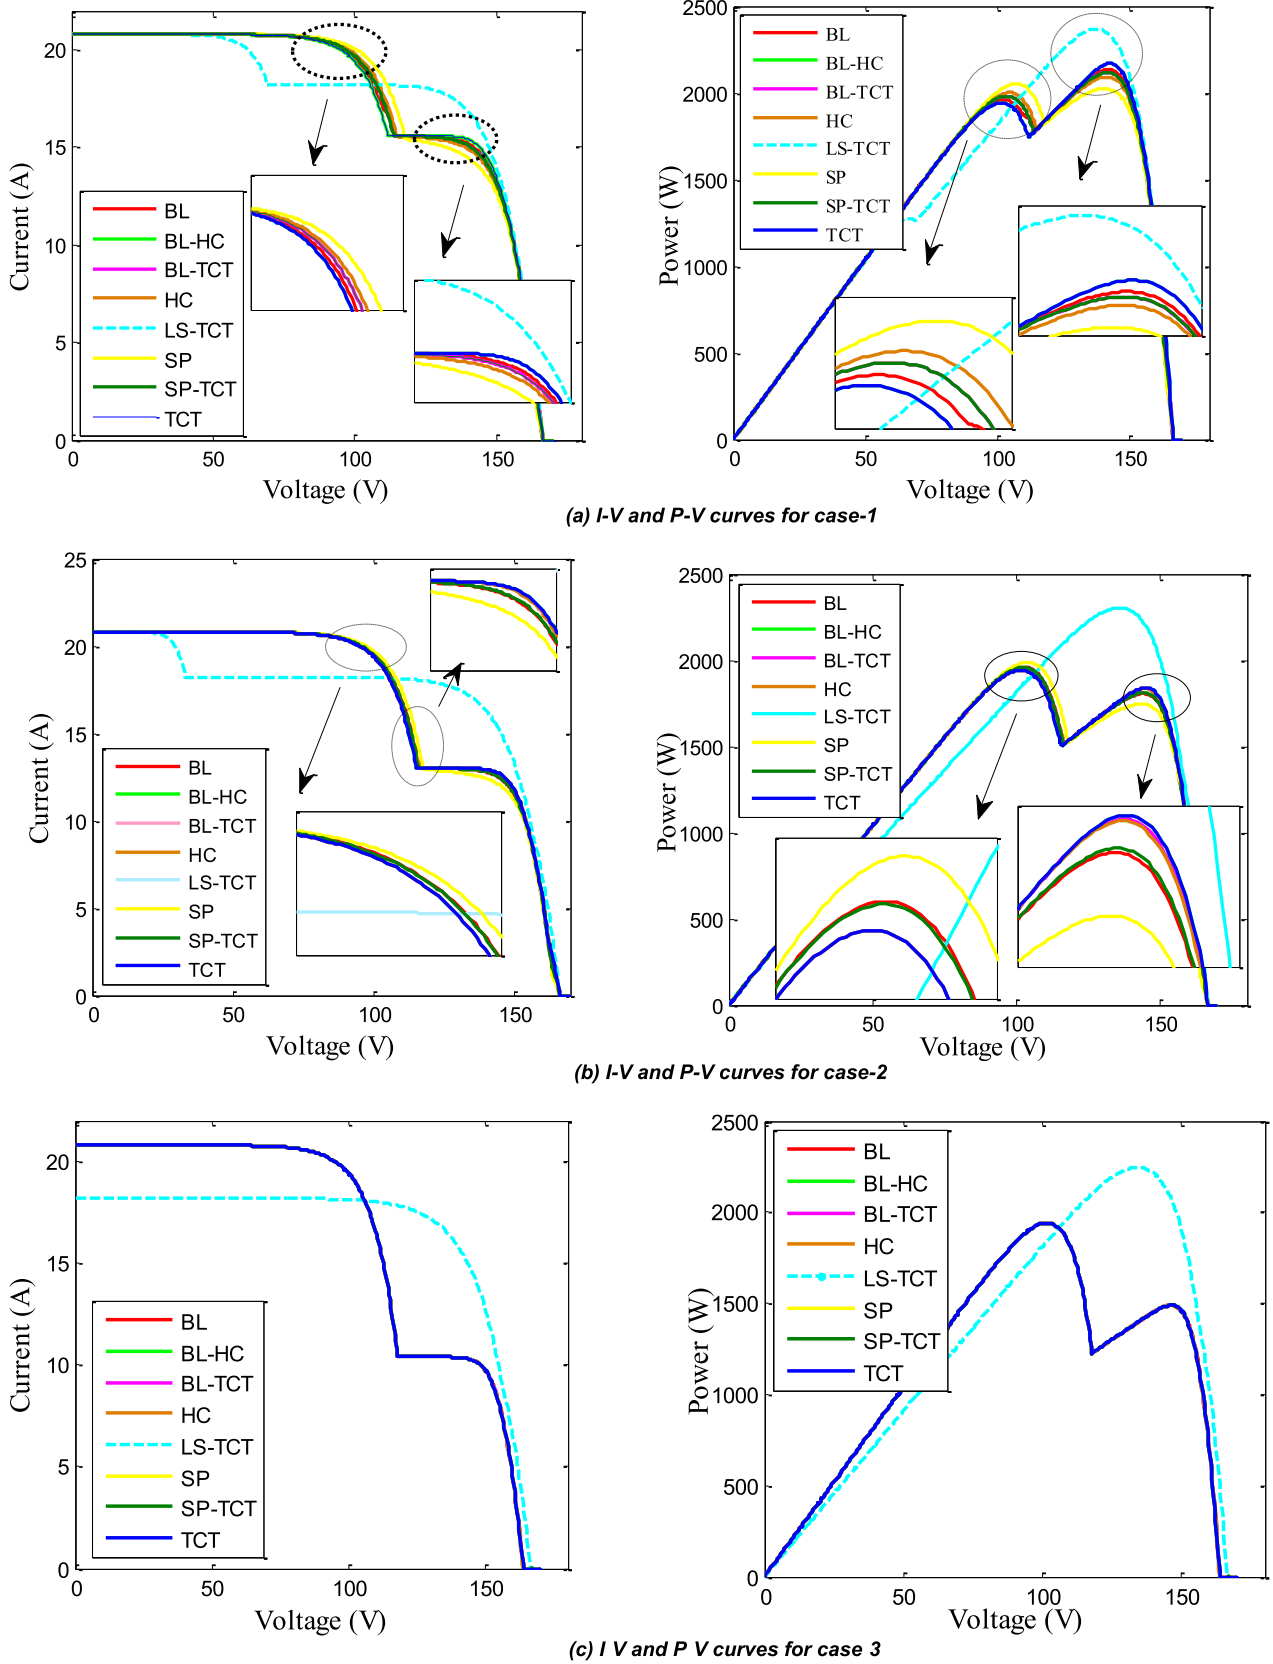 20
15
10
5
0
0
50
100
150
Current (A)
Voltage (V)
BL
BL-HC
BL-TCT
HC
LS-TCT
SP
SP-TCT
TCT
2500
2000
1500
1000
500
0
0
50
100
150
Power (W)
Voltage (V)
BL
BL-HC
BL-TCT
HC
LS-TCT
SP
SP-TCT
TCT
(a) I-V and P-V curves for case-1
25
20
15
10
5
0
0
50
100
150
Current (A)
Voltage (V)
BL
BL-HC
BL-TCT
HC
LS-TCT
SP
SP-TCT
TCT
2500
2000
1500
1000
500
0
0
50
100
150
Power (W)
Voltage (V)
BL
BL-HC
BL-TCT
HC
LS-TCT
SP
SP-TCT
TCT
(b) I-V and P-V curves for case-2
20
15
10
5
0
0
50
100
150
Current (A)
Voltage (V)
BL
BL-HC
BL-TCT
HC
LS-TCT
SP
SP-TCT
TCT
2500
2000
1500
1000
500
0
0
50
100
150
Power (W)
Voltage (V)
BL
BL-HC
BL-TCT
HC
LS-TCT
SP
SP-TCT
TCT
(c) I V and P V curves for case 3